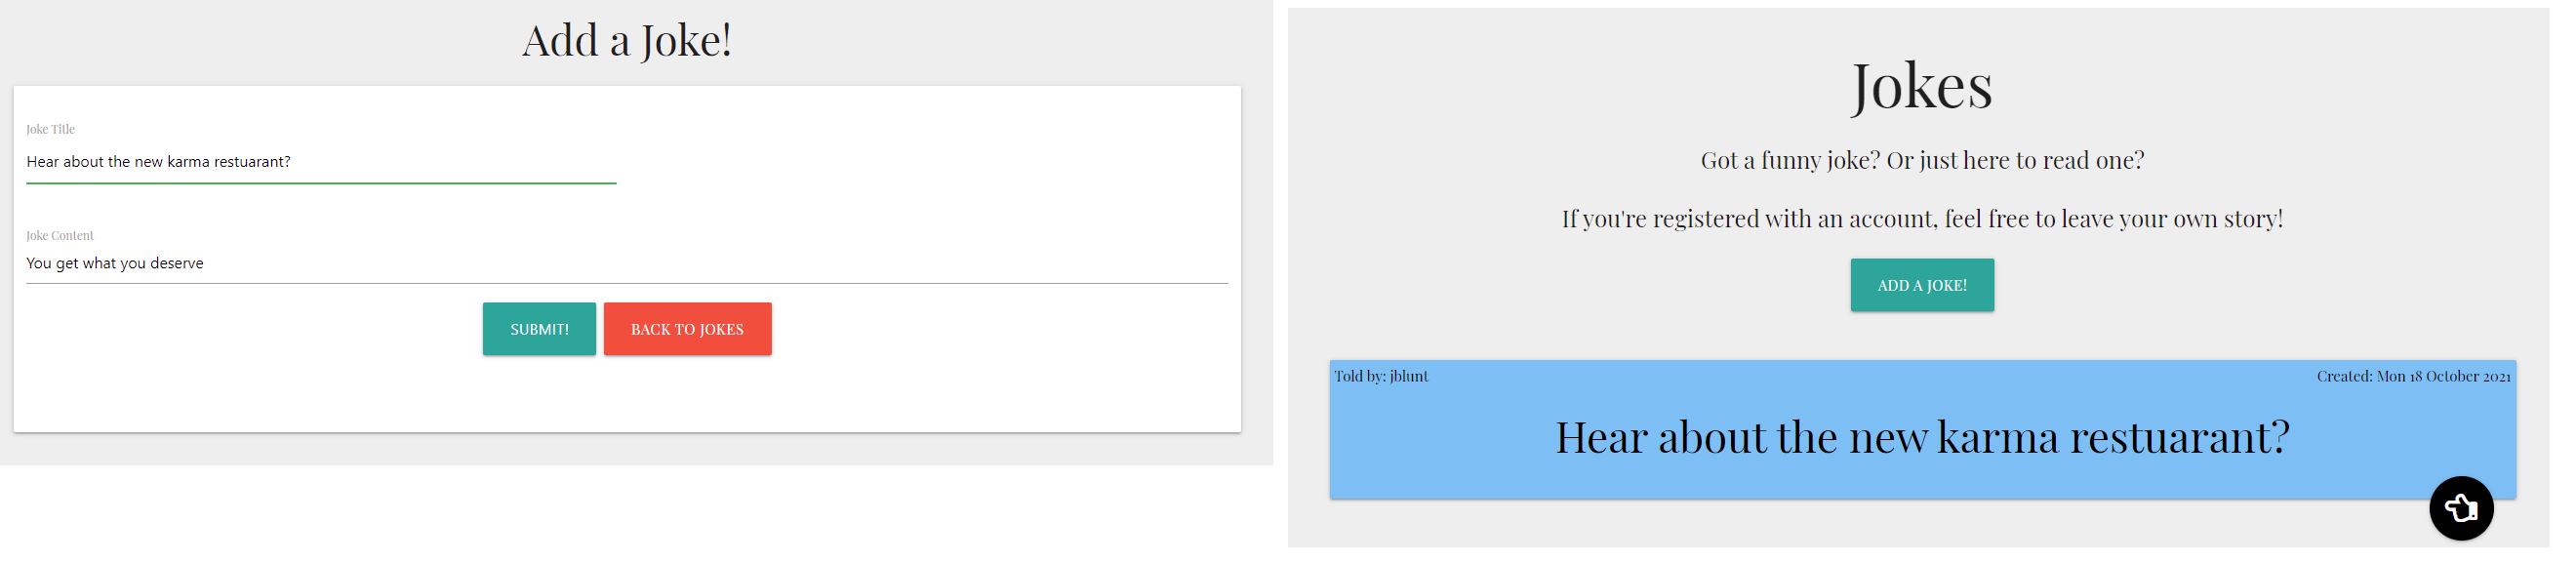 Add a Joke!
Joke Title
Hear about the new karma restuarant?
Joke Content
You get what you deserve
SUBMIT!
BACK TO JOKES
Jokes
Got a funny joke? Or just here to read one?
If you're registered with an account, feel free to leave your own story!
ADD A JOKE!
Told by: jblunt
Created: Mon 18 October 2021
Hear about the new karma restuarant?